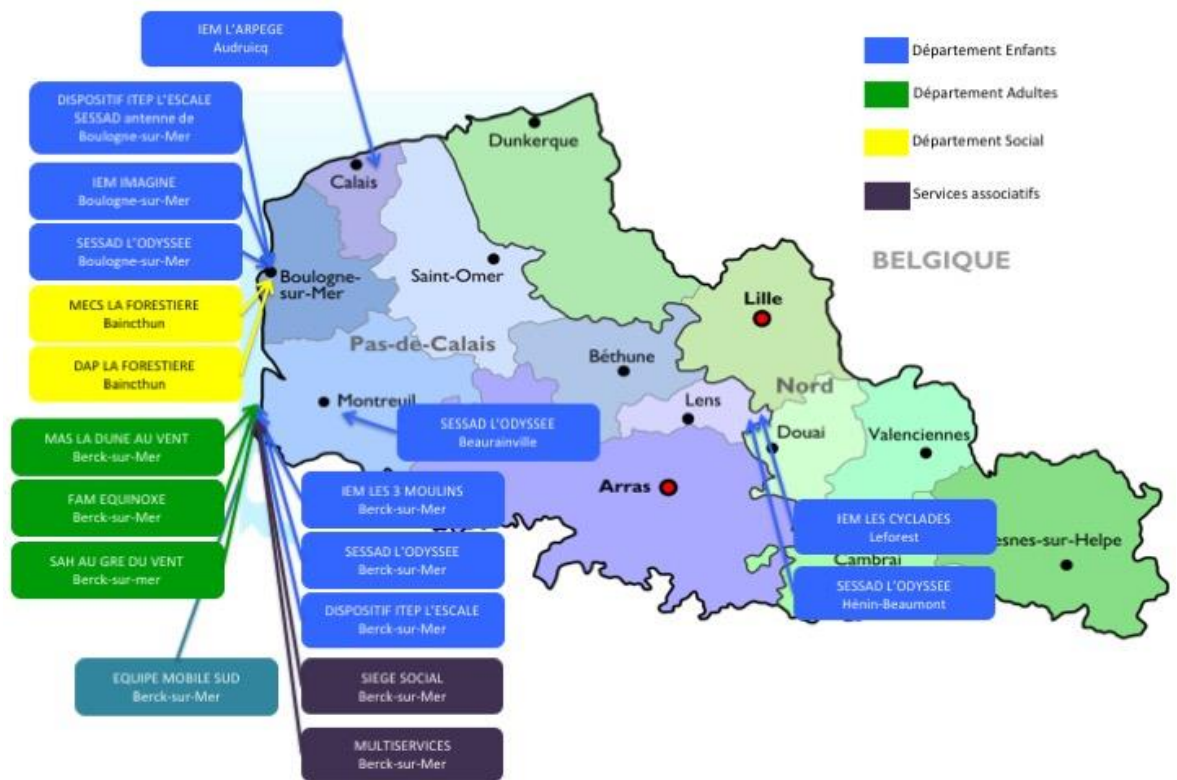 IEM L'ARPEGE
Audruicq
DISPOSITIF ITEP L'ESCALE
SESSAD antenne de
Boulogne-sur-Mer
IEM IMAGINE
Boulogne-sur-Mer
SESSAD L'ODYSSEE
Boulogne-sur-Mer
MECS LA FORESTIERE
Baincthun
DAP LA FORESTIERE
Baincthun
MAS LA DUNE AU VENT
Berck-sur-Mer
FAM EQUINOXE
Berck-sur-Mer
SAH AU GRE DU VENT
Berck-sur-mer
EQUIPE MOBILE SUD
Berck-sur-Mer
IEM LES 3 MOULINS
Berck-sur-Mer
SESSAD L'ODYSSEE
Berck-sur-Mer
DISPOSITIF ITEP L'ESCALE
Berck-sur-Mer
SIEGE SOCIAL
Berck-sur-Mer
MULTISERVICES
Berck-sur-Mer
SESSAD L'ODYSSEE
Beaurainville
IEM LES CYCLADES
Leforest
SESSAD L'ODYSSEE
Hénin-Beaumont
Département Enfants
Département Adultes
Département Social
Services associatifs
BELGIQUE
Dunkerque
Calais
Saint-Omer
Boulogne-
sur-Mer
Lille
Pas-de-Calais
Béthune
Nord
Montreuil
Lens
Douai
Valenciennes
Arras
Cambrai
esnes-sur-Helpe